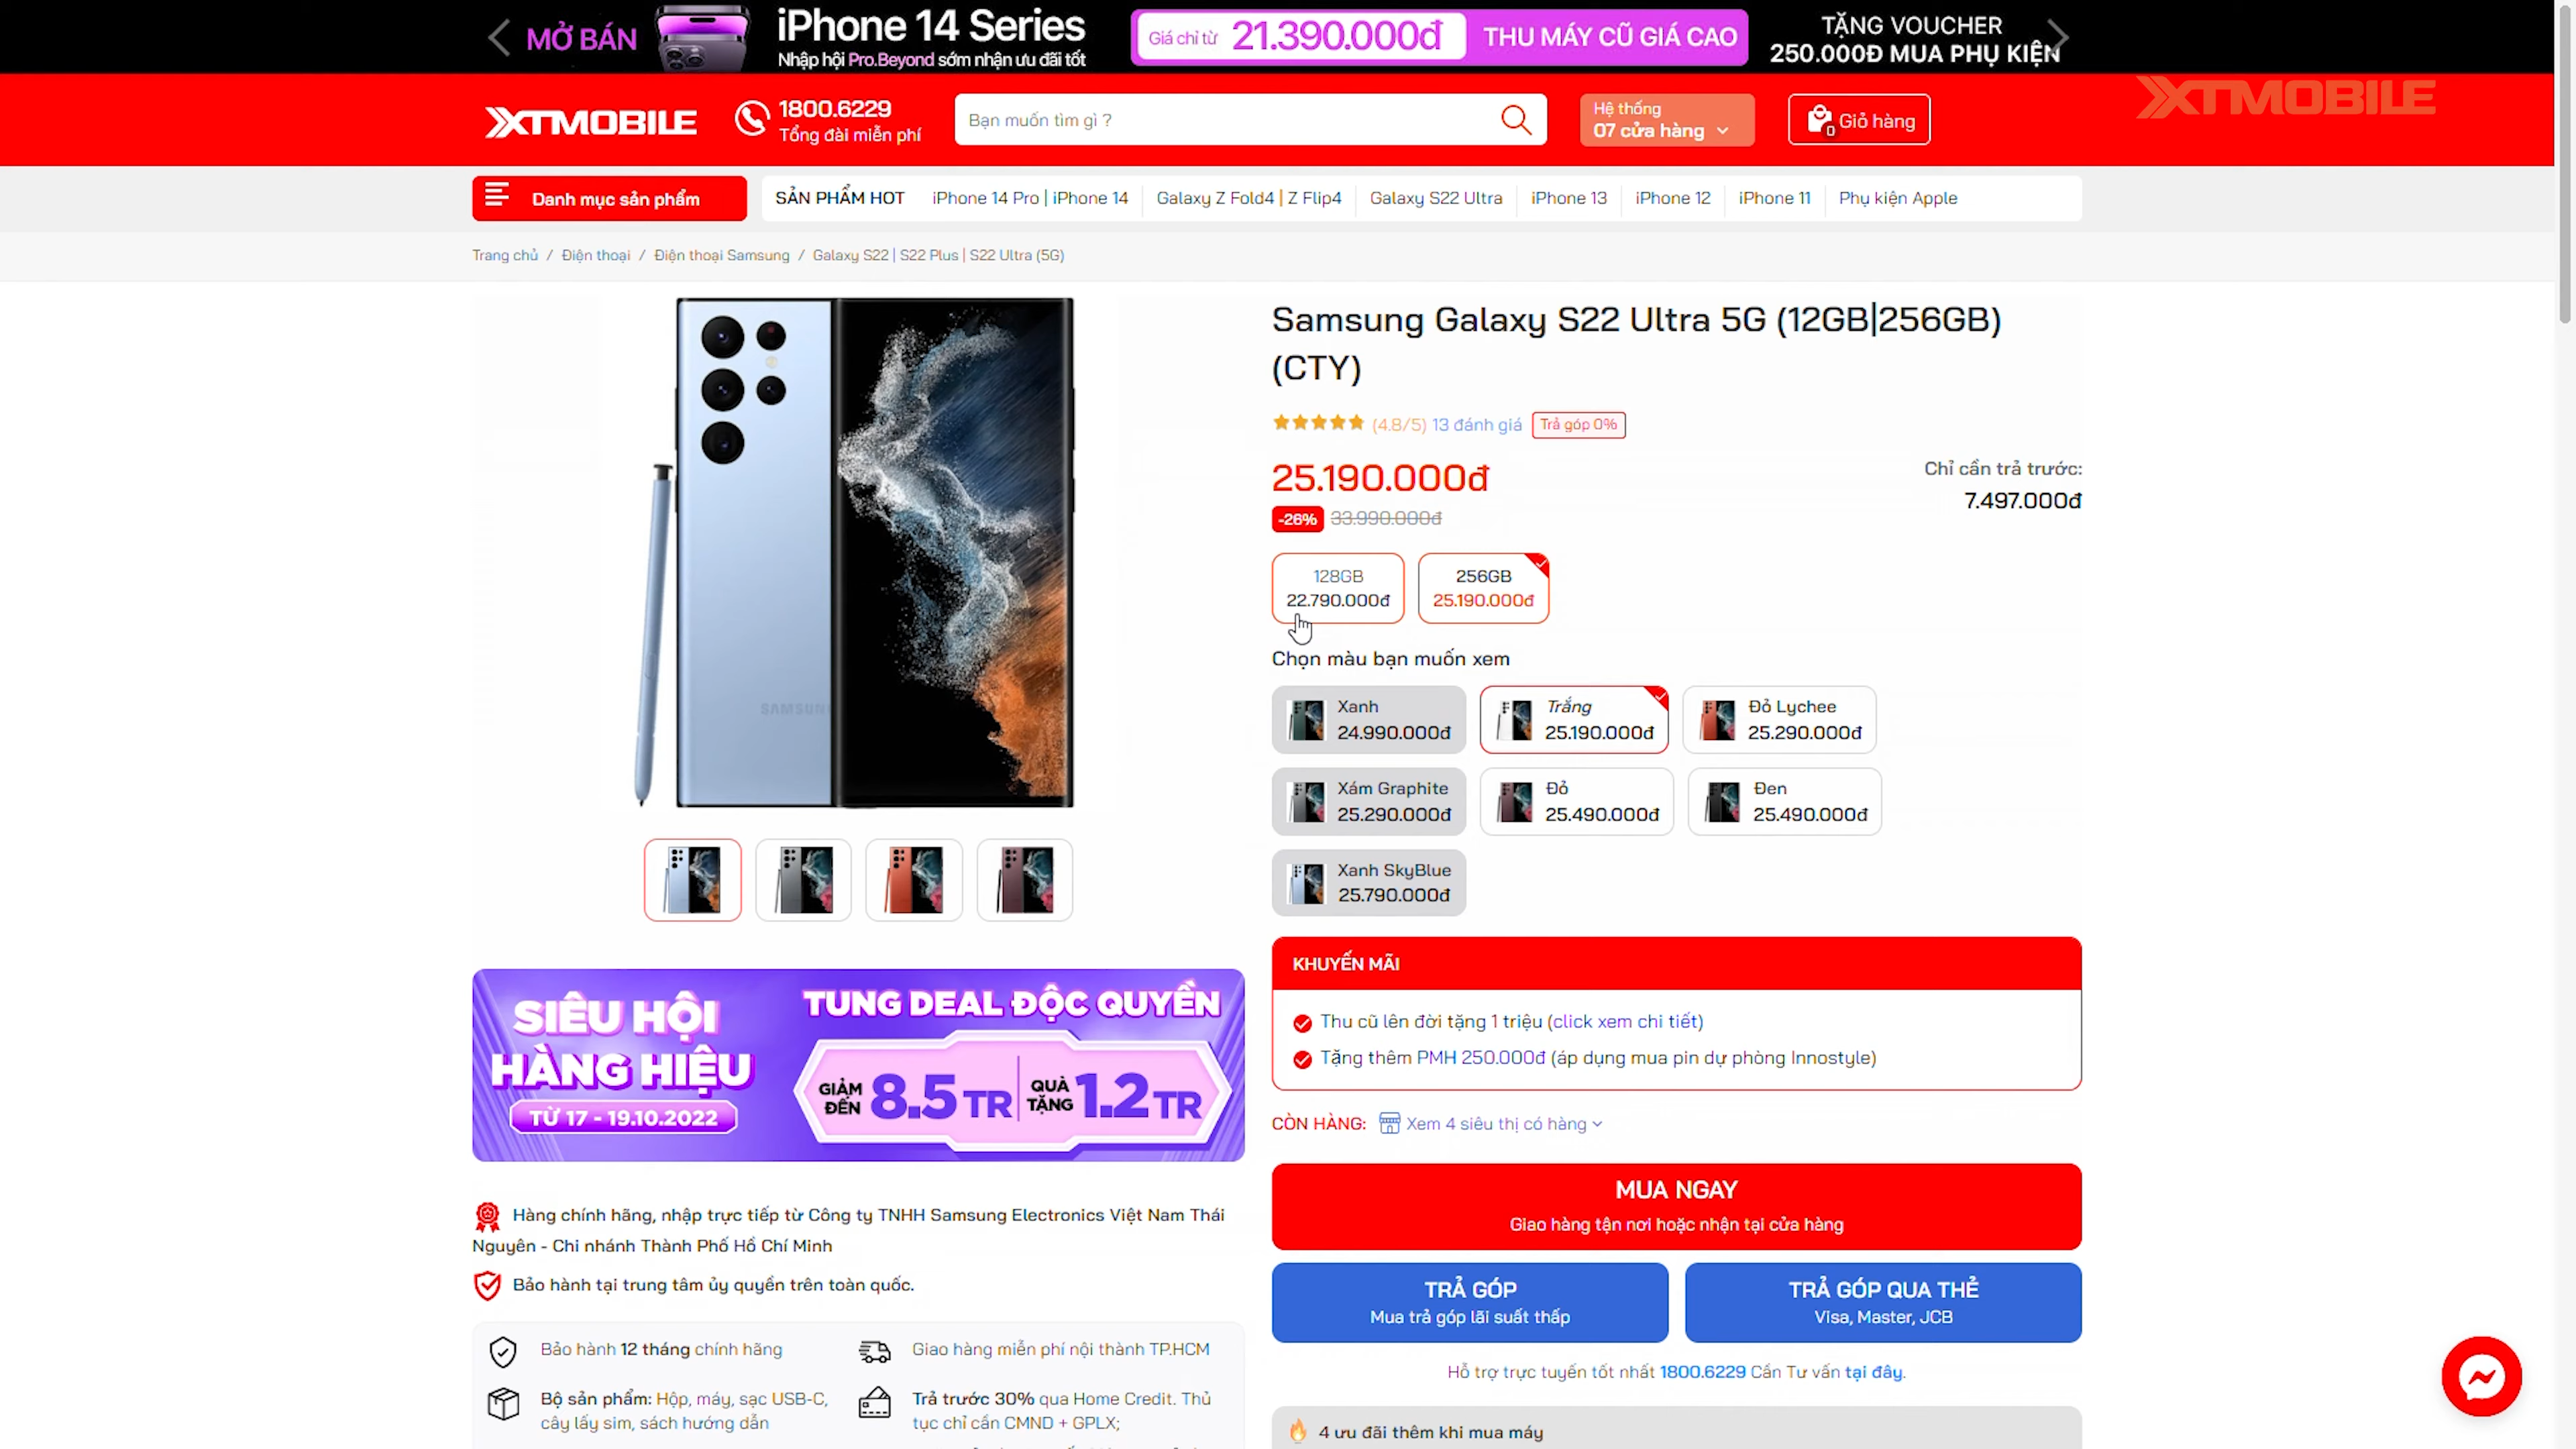 MỞ BÁN
iPhone 14 Series
Nhập hội Pro.Beyond sớm nhận ưu đãi tốt
Giá chỉ từ 21.390.000đ THU MÁY CŨ GIÁ CAO
TẶNG VOUCHER
250.000Đ MUA PHỤ KIỆN
XTMOBILE
XTMOBILE
1800.6229
Tổng đài miễn phí
Bạn muốn tìm gì ?
Hệ thống
07 cửa hàng
0 Giỏ hàng
Danh mục sản phẩm
SẢN PHẨM HOT iPhone 14 Pro | iPhone 14 Galaxy Z Fold4 | Z Flip4 Galaxy S22 Ultra iPhone 13 iPhone 12 iPhone 11 Phụ kiện Apple
Trang chủ / Điện thoại / Điện thoại Samsung / Galaxy S22 | S22 Plus | S22 Ultra (5G)
SAMSUNG
Samsung Galaxy S22 Ultra 5G (12GB|256GB)
(CTY)
(4.8/5) 13 đánh giá Trả góp 0%
25.190.000đ
-26% 33.990.000đ
Chỉ cần trả trước:
7.497.000đ
128GB
22.790.000đ
256GB
25.190.000đ
Chọn màu bạn muốn xem
Xanh
24.990.000đ
Trắng
25.190.000đ
Đỏ Lychee
25.290.000đ
Xám Graphite
25.290.000đ
Đỏ
25.490.000đ
Đen
25.490.000đ
Xanh SkyBlue
25.790.000đ
KHUYẾN MÃI
Thu cũ lên đời tặng 1 triệu (click xem chi tiết)
Tặng thêm PMH 250.000đ (áp dụng mua pin dự phòng Innostyle)
CÒN HÀNG: Xem 4 siêu thị có hàng
MUA NGAY
Giao hàng tận nơi hoặc nhận tại cửa hàng
TRẢ GÓP
Mua trả góp lãi suất thấp
TRẢ GÓP QUA THẺ
Visa, Master, JCB
Hỗ trợ trực tuyến tốt nhất 1800.6229 Cần Tư vấn tại đây.
4 ưu đãi thêm khi mua máy
SIÊU HỘI
HÀNG HIỆU
TỪ 17 - 19.10.2022
TUNG DEAL ĐỘC QUYỀN
GIẢM ĐẾN 8.5 TR QUÀ TẶNG 1.2 TR
Hàng chính hãng, nhập trực tiếp từ Công ty TNHH Samsung Electronics Việt Nam Thái
Nguyên - Chi nhánh Thành Phố Hồ Chí Minh
Bảo hành tại trung tâm ủy quyền trên toàn quốc.
Bảo hành 12 tháng chính hãng
Giao hàng miễn phí nội thành TP.HCM
Bộ sản phẩm: Hộp, máy, sạc USB-C,
cây lấy sim, sách hướng dẫn
Trả trước 30% qua Home Credit. Thủ
tục chỉ cần CMND + GPLX;